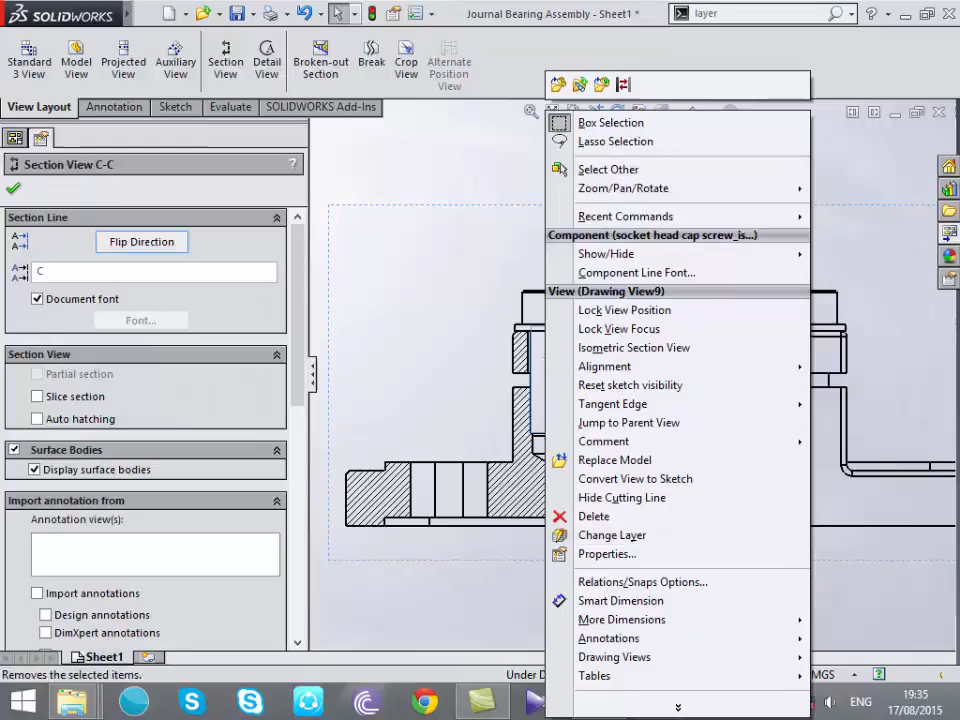 SOLIDWORKS
Journal Bearing Assembly - Sheet1 *
layer
Standard
3 View
Model
View
Projected
View
Auxiliary
View
Section
View
Detail
View
Broken-out
Section
Break
Crop
View
Alternate
Position
View
View Layout
Annotation
Sketch
Evaluate
SOLIDWORKS Add-Ins
Section View C-C
?
Section Line
Flip Direction
C
Document font
Font...
Section View
Partial section
Slice section
Auto hatching
Surface Bodies
Display surface bodies
Import annotation from
Annotation view(s):
Import annotations
Design annotations
DimXpert annotations
Box Selection
Lasso Selection
Select Other
Zoom/Pan/Rotate
Recent Commands
Component (socket head cap screw_is...)
Show/Hide
Component Line Font...
View (Drawing View9)
Lock View Position
Lock View Focus
Isometric Section View
Alignment
Reset sketch visibility
Tangent Edge
Jump to Parent View
Comment
Replace Model
Convert View to Sketch
Hide Cutting Line
Delete
Change Layer
Properties...
Relations/Snaps Options...
Smart Dimension
More Dimensions
Annotations
Drawing Views
Tables
Sheet1
Removes the selected items.
Under D
MGS
ENG
19:35
17/08/2015